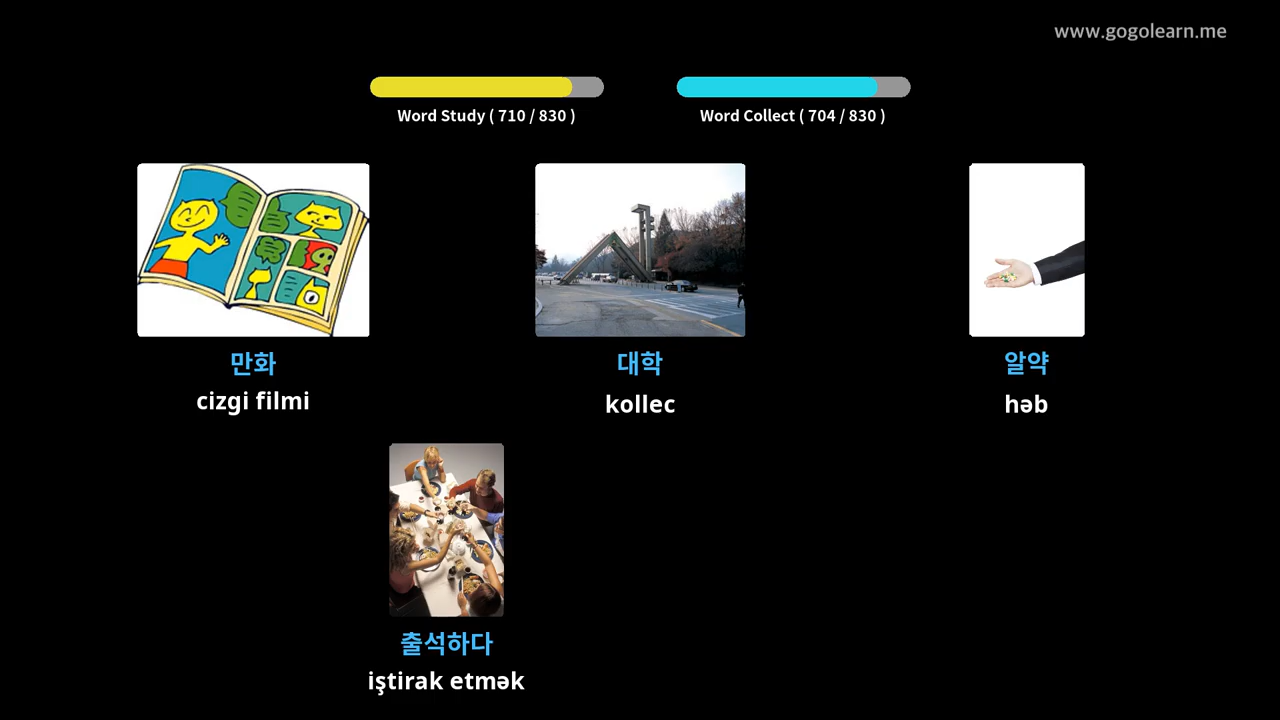 www.gogolearn.me
Word Study ( 710 / 830 )
Word Collect ( 704 / 830 )
만화
cizgi filmi
대학
kollec
알약
həb
출석하다
iştirak etmək